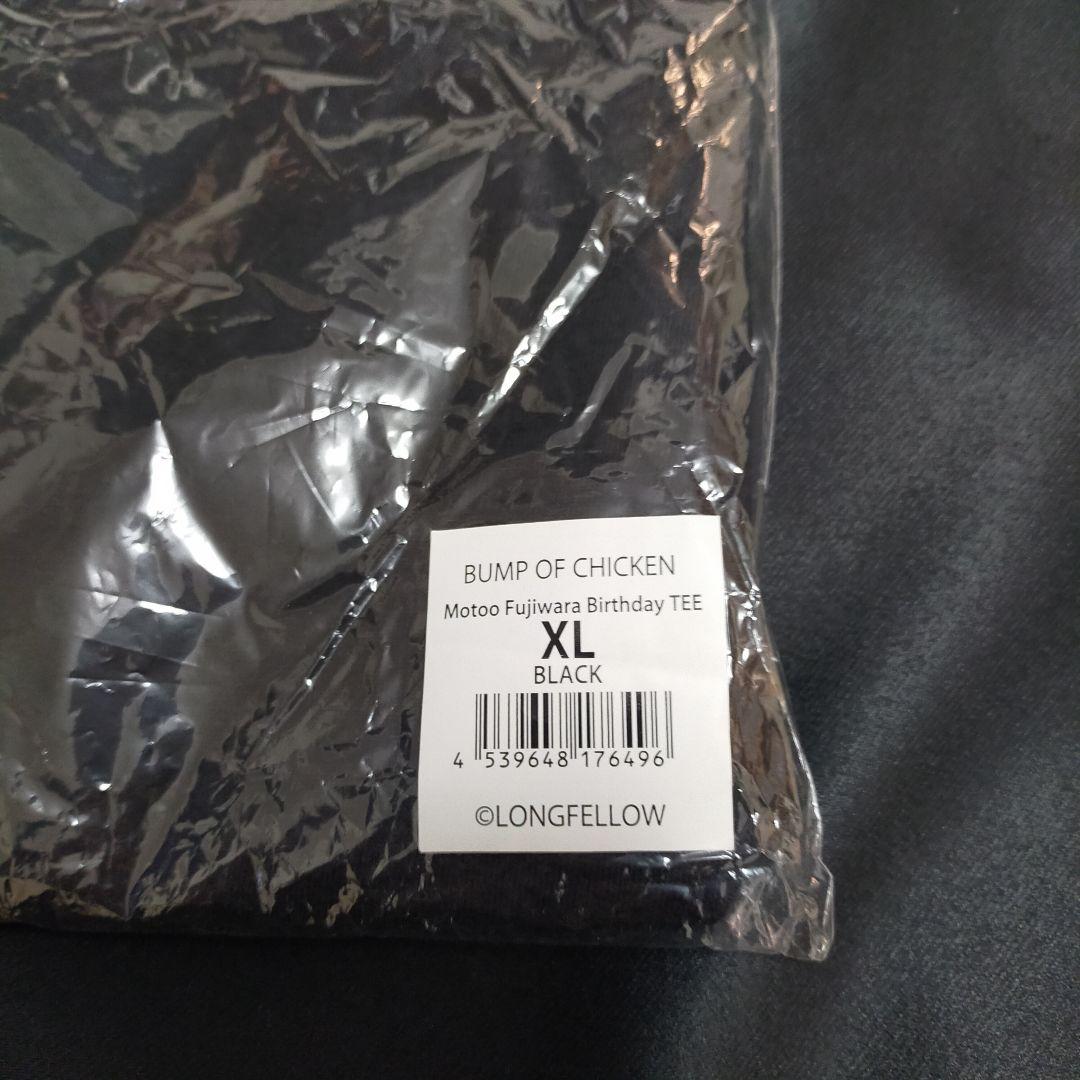 BUMP OF CHICKEN
Motoo Fujiwara Birthday TEE
XL
BLACK
4 539648 176496
©LONGFELLOW